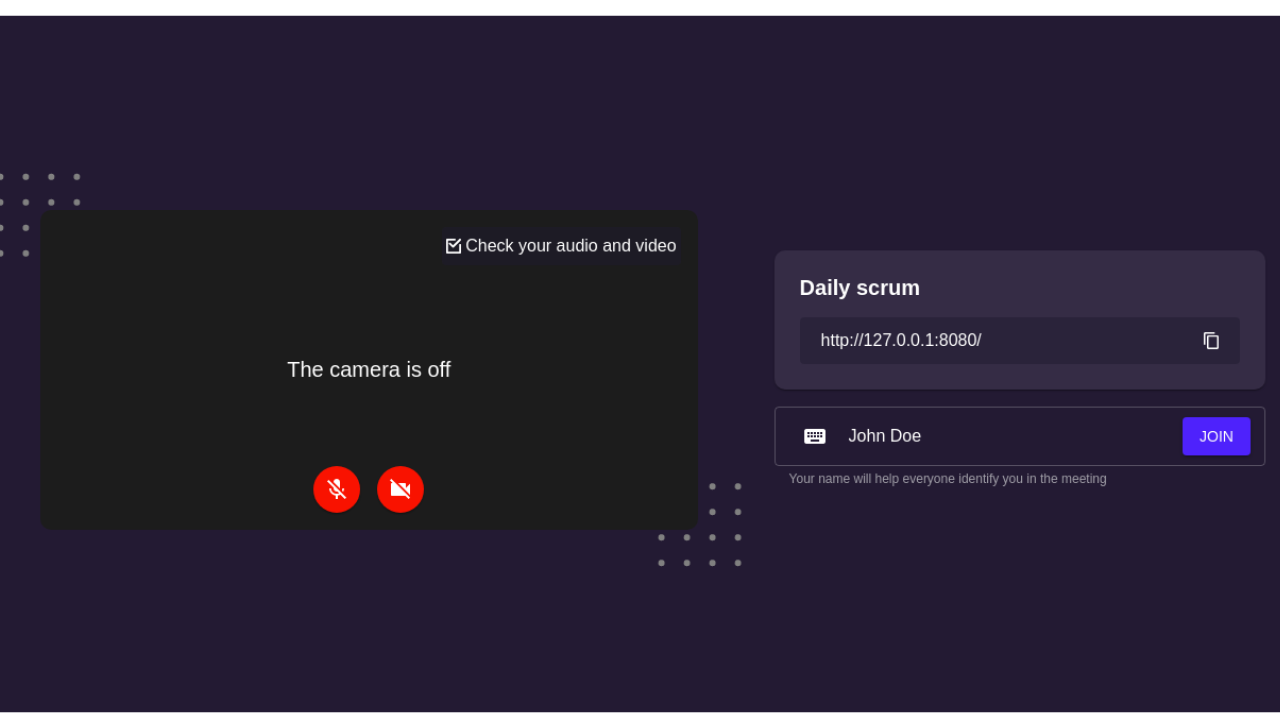 Check your audio and video
The camera is off
Daily scrum
http://127.0.0.1:8080/
John Doe
JOIN
Your name will help everyone identify you in the meeting